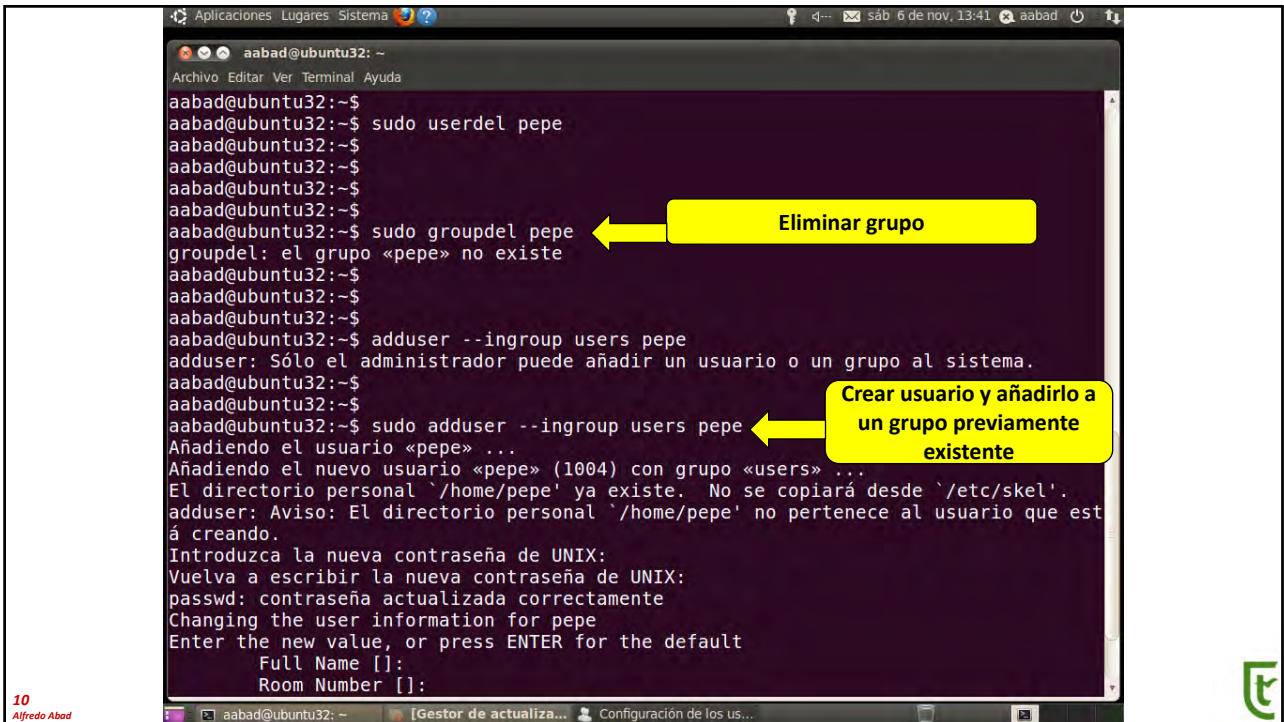 Aplicaciones Lugares Sistema
sáb 6 de nov, 13:41 aabad
aabad@ubuntu32: ~
Archivo Editar Ver Terminal Ayuda
aabad@ubuntu32:~$
aabad@ubuntu32:~$ sudo userdel pepe
aabad@ubuntu32:~$
aabad@ubuntu32:~$
aabad@ubuntu32:~$
aabad@ubuntu32:~$
aabad@ubuntu32:~$ sudo groupdel pepe
Eliminar grupo
groupdel: el grupo «pepe» no existe
aabad@ubuntu32:~$
aabad@ubuntu32:~$
aabad@ubuntu32:~$
aabad@ubuntu32:~$ adduser --ingroup users pepe
adduser: Sólo el administrador puede añadir un usuario o un grupo al sistema.
aabad@ubuntu32:~$
aabad@ubuntu32:~$
aabad@ubuntu32:~$ sudo adduser --ingroup users pepe
Crear usuario y añadirlo a
un grupo previamente
existente
Añadiendo el usuario «pepe» ...
Añadiendo el nuevo usuario «pepe» (1004) con grupo «users» ...
El directorio personal `/home/pepe' ya existe.  No se copiará desde `/etc/skel'.
adduser: Aviso: El directorio personal `/home/pepe' no pertenece al usuario que est
á creando.
Introduzca la nueva contraseña de UNIX:
Vuelva a escribir la nueva contraseña de UNIX:
passwd: contraseña actualizada correctamente
Changing the user information for pepe
Enter the new value, or press ENTER for the default
Full Name []:
Room Number []:
aabad@ubuntu32: ~
[Gestor de actualiza...
Configuración de los us...
10
Alfredo Abad